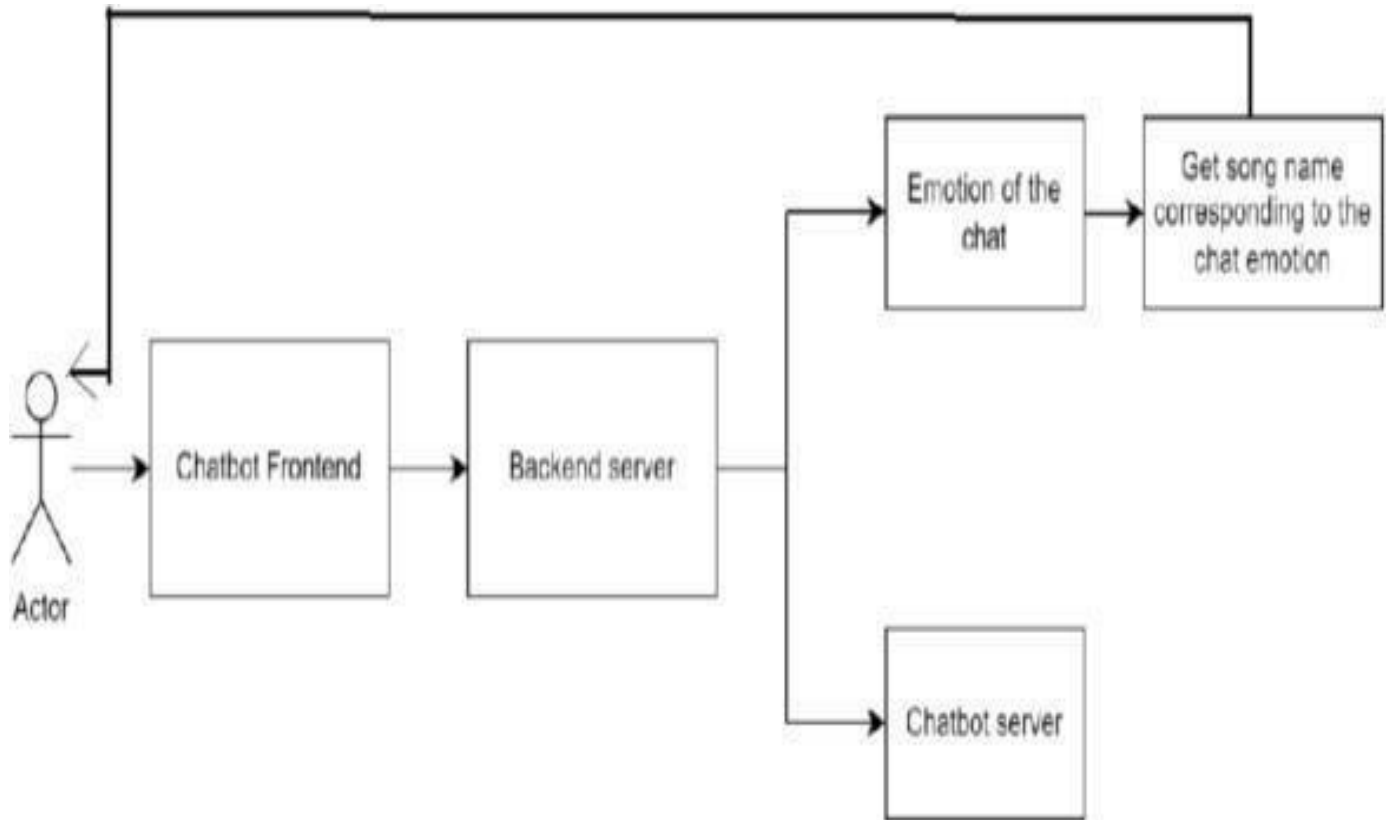 Emotion of the
chat
Get song name
corresponding to the
chat emotion
Chatbot Frontend
Backend server
Actor
Chatbot server